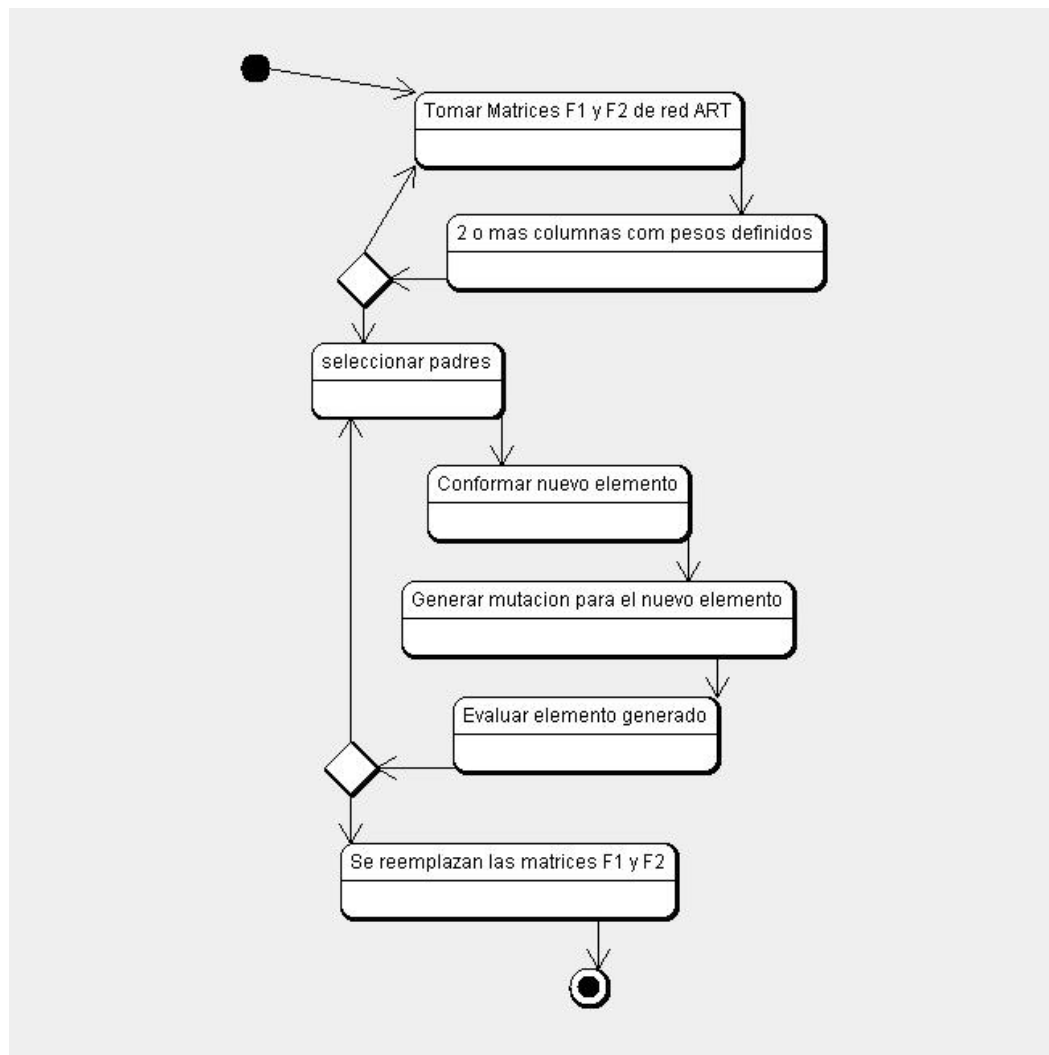 Tomar Matrices F1 y F2 de red ART
2 o mas columnas com pesos definidos
seleccionar padres
Conformar nuevo elemento
Generar mutacion para el nuevo elemento
Evaluar elemento generado
Se reemplazan las matrices F1 y F2